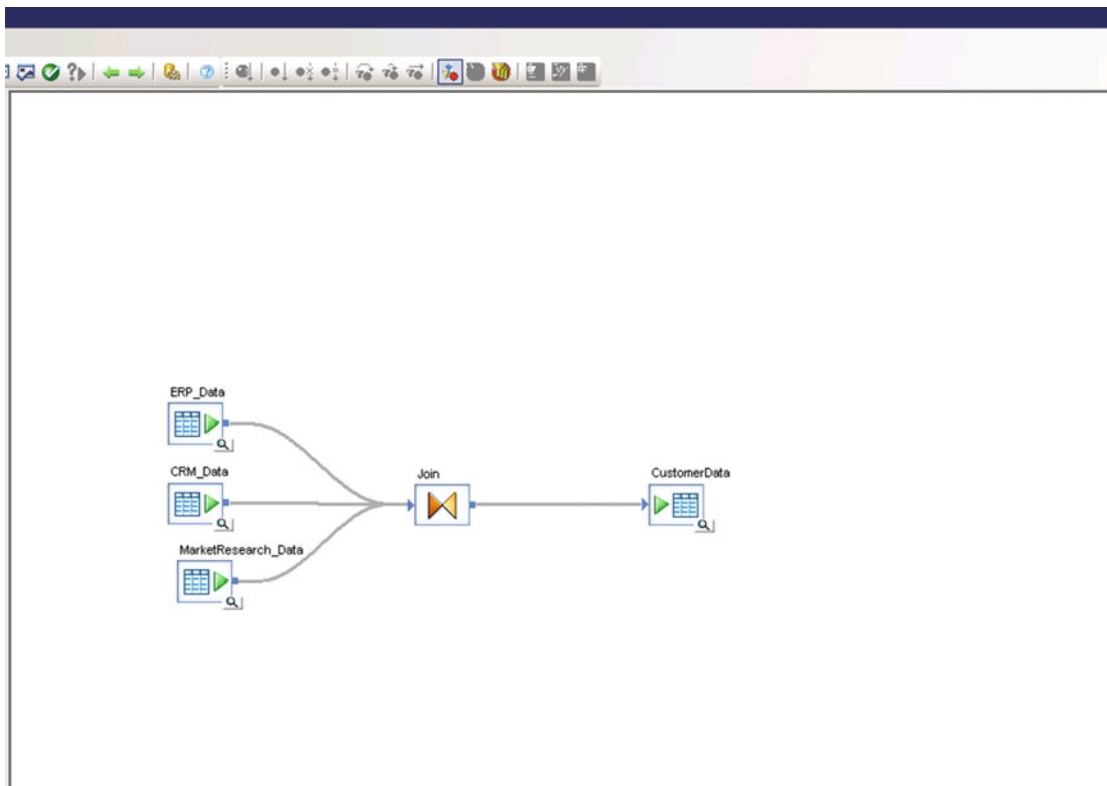 ERP_Data
CRM_Data
Join
CustomerData
MarketResearch_Data